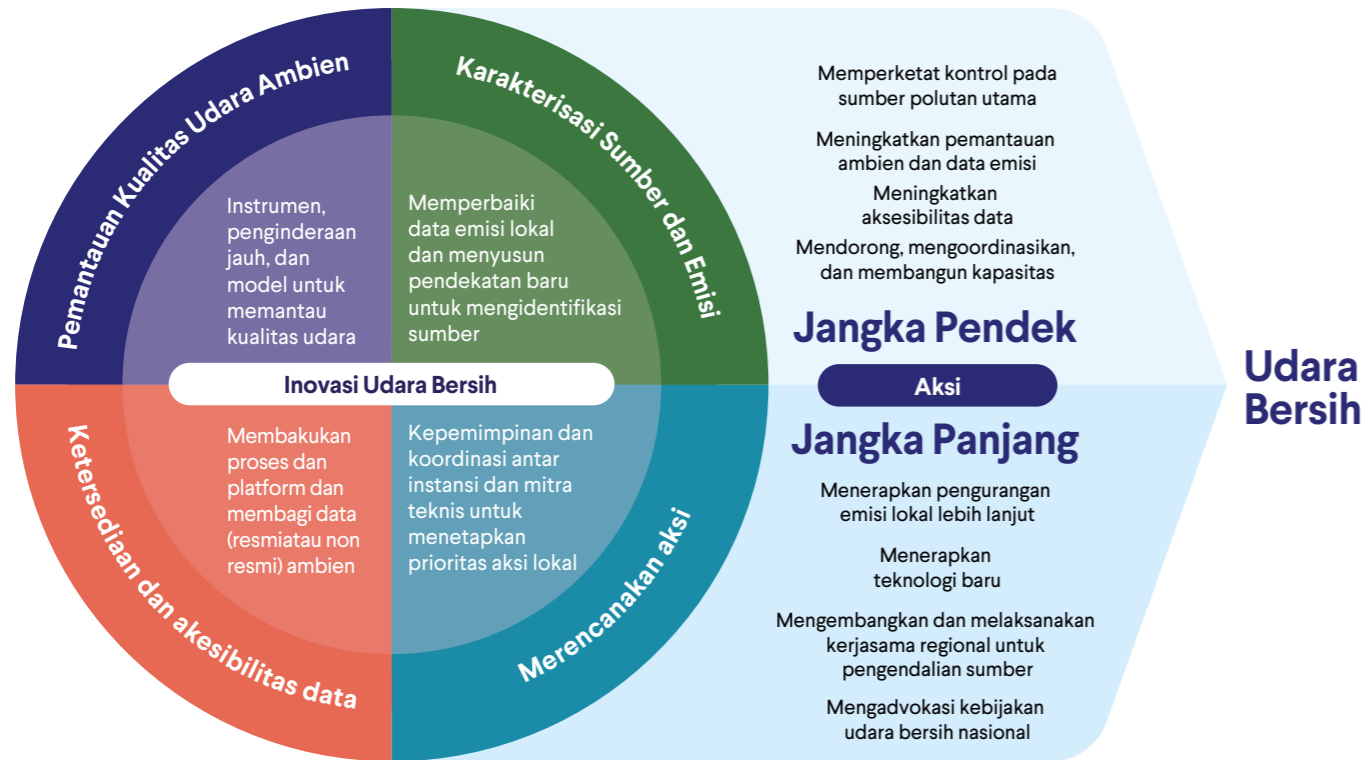 Pemantauan Kualitas Udara Ambien
Instrumen,
penginderaan
jauh, dan
model untuk
memantau
kualitas udara
Karakterisasi Sumber dan Emisi
Memperbaiki
data emisi lokal
dan menyusun
pendekatan baru
untuk mengidentifikasi
sumber
Inovasi Udara Bersih
Ketersediaan dan akesibilitas data
Membakukan
proses dan
platform dan
membagi data
(resmiatau non
resmi) ambien
Merencanakan aksi
Kepemimpinan dan
koordinasi antar
instansi dan mitra
teknis untuk
menetapkan
prioritas aksi lokal
Memperketat kontrol pada
sumber polutan utama
Meningkatkan pemantauan
ambien dan data emisi
Meningkatkan
aksesibilitas data
Mendorong, mengoordinasikan,
dan membangun kapasitas
Jangka Pendek
Aksi
Jangka Panjang
Menerapkan pengurangan
emisi lokal lebih lanjut
Menerapkan
teknologi baru
Mengembangkan dan melaksanakan
kerjasama regional untuk
pengendalian sumber
Mengadvokasi kebijakan
udara bersih nasional
Udara
Bersih